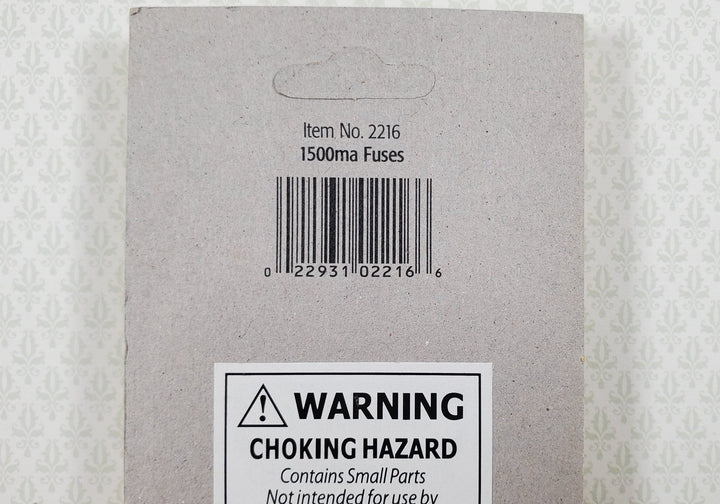 Item No. 2216
1500ma Fuses
0 22931 02216 6
WARNING
CHOKING HAZARD
Contains Small Parts
Not intended for use by